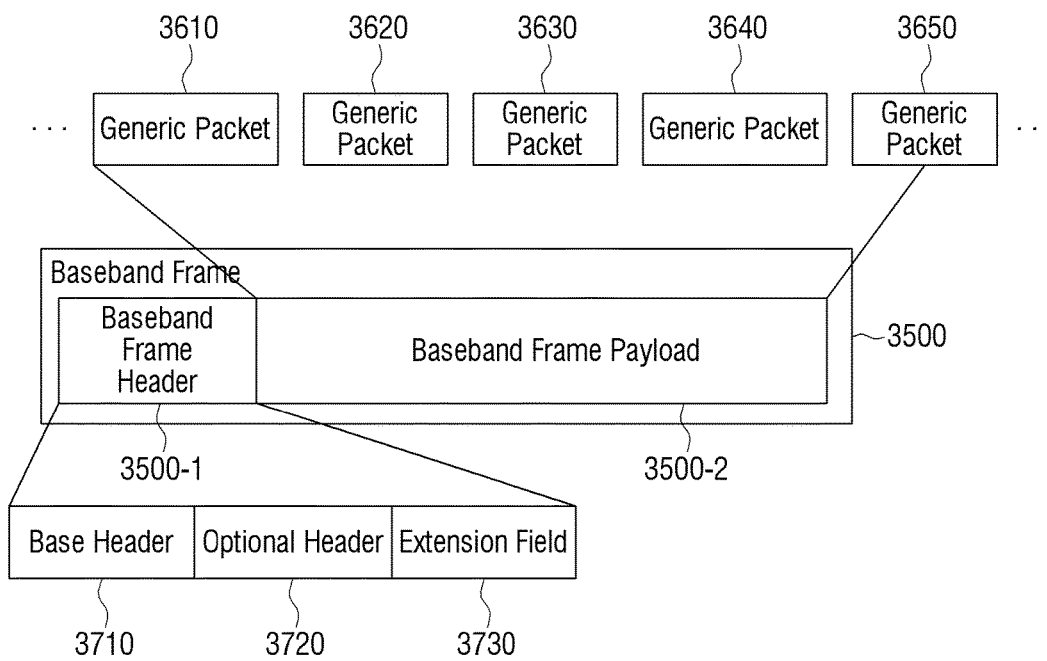 3610 3620 3630 3640 3650
... Generic Packet Generic Packet Generic Packet Generic Packet Generic Packet ..
Baseband Frame
Baseband
Frame
Header
Baseband Frame Payload
3500
3500-1 3500-2
Base Header Optional Header Extension Field
3710 3720 3730